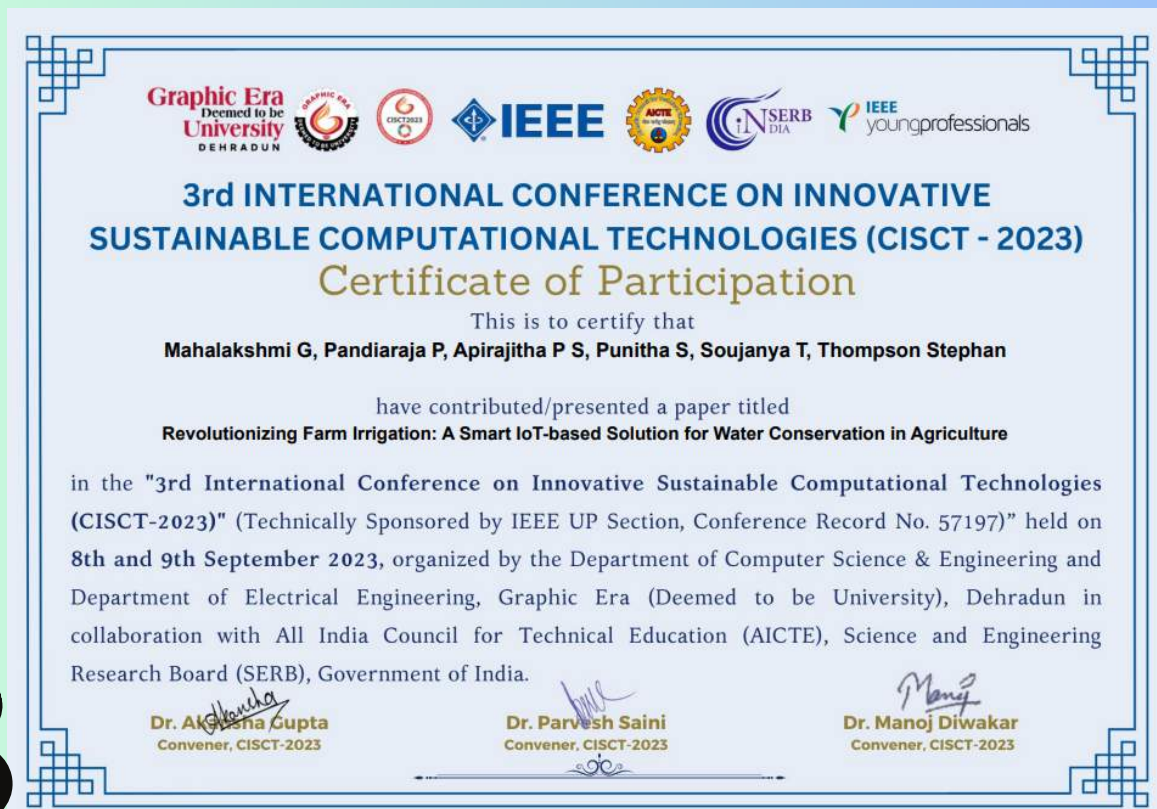 Graphic Era
Deemed to be
University
DEHRADUN
CISCT2023
IEEE
AICTE
SERB
INDIA
IEEE
youngprofessionals
3rd INTERNATIONAL CONFERENCE ON INNOVATIVE
SUSTAINABLE COMPUTATIONAL TECHNOLOGIES (CISCT - 2023)
Certificate of Participation
This is to certify that
Mahalakshmi G, Pandiaraja P, Apirajitha P S, Punitha S, Soujanya T, Thompson Stephan
have contributed/presented a paper titled
Revolutionizing Farm Irrigation: A Smart IoT-based Solution for Water Conservation in Agriculture
in the "3rd International Conference on Innovative Sustainable Computational Technologies
(CISCT-2023)" (Technically Sponsored by IEEE UP Section, Conference Record No. 57197)” held on
8th and 9th September 2023, organized by the Department of Computer Science & Engineering and
Department of Electrical Engineering, Graphic Era (Deemed to be University), Dehradun in
collaboration with All India Council for Technical Education (AICTE), Science and Engineering
Research Board (SERB), Government of India.
Manoj
Dr. Akansha Gupta
Convener, CISCT-2023
Dr. Parvesh Saini
Convener, CISCT-2023
Dr. Manoj Diwakar
Convener, CISCT-2023